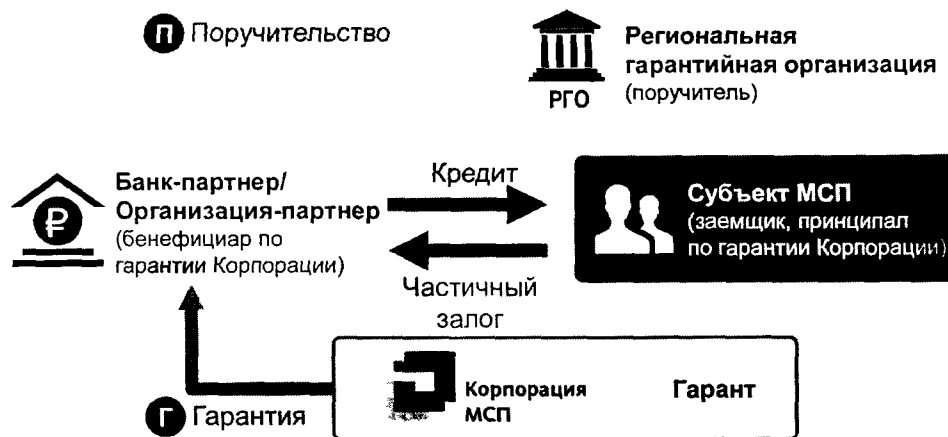 П Поручительство
Региональная
гарантийная организация
(поручитель)
РГО
Банк-партнер/
Организация-партнер
(бенефициар по
гарантии Корпорации)
₽
Кредит
Частичный
залог
Субъект МСП
(заемщик, принципал
по гарантии Корпорации)
Корпорация
МСП
Гарант
Г Гарантия